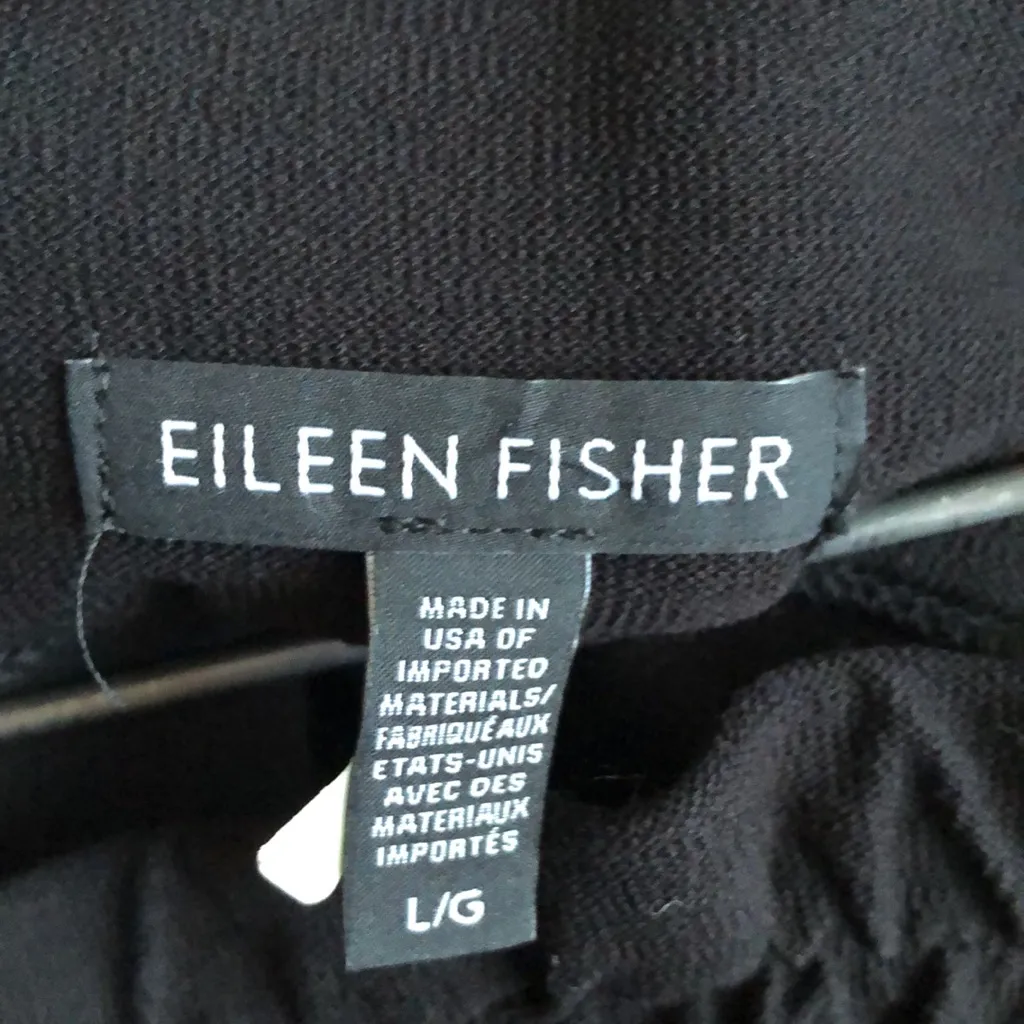 EILEEN FISHER
MADE IN
USA OF
IMPORTED
MATERIALS/
FABRIQUÉ AUX
ETATS-UNIS
AVEC DES
MATERIAUX
IMPORTÉS
L/G